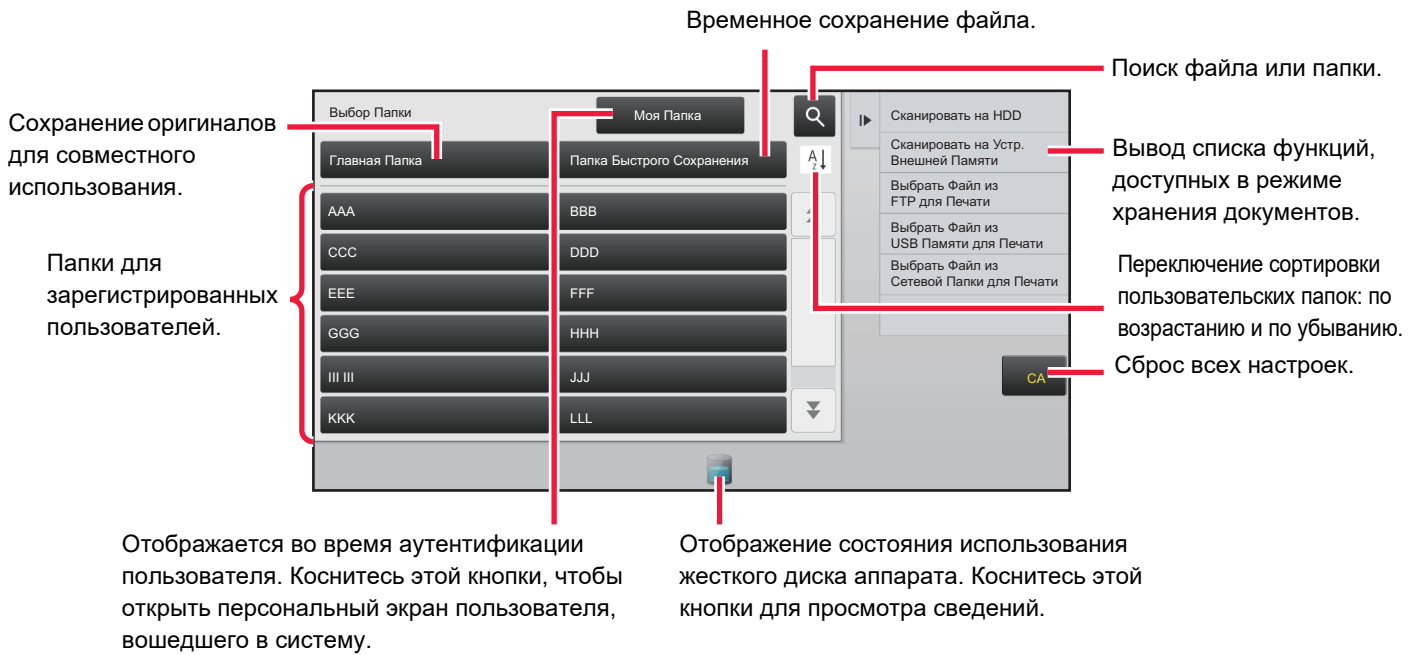 Временное сохранение файла.
Поиск файла или папки.
Сохранение оригиналов
для совместного
использования.
Выбор Папки
Моя Папка
Сканировать на HDD
Главная Папка
Папка Быстрого Сохранения
A
Z
Сканировать на Устр.
Внешней Памяти
Вывод списка функций,
доступных в режиме
хранения документов.
Выбрать Файл из
FTP для Печати
Выбрать Файл из
USB Памяти для Печати
Выбрать Файл из
Сетевой Папки для Печати
Папки для
зарегистрированных
пользователей.
AAA
BBB
CCC
DDD
EEE
FFF
GGG
HHH
III III
JJJ
KKK
LLL
Переключение сортировки
пользовательских папок: по
возрастанию и по убыванию.
CA
Сброс всех настроек.
Отображается во время аутентификации
пользователя. Коснитесь этой кнопки, чтобы
открыть персональный экран пользователя,
вошедшего в систему.
Отображение состояния использования
жесткого диска аппарата. Коснитесь этой
кнопки для просмотра сведений.